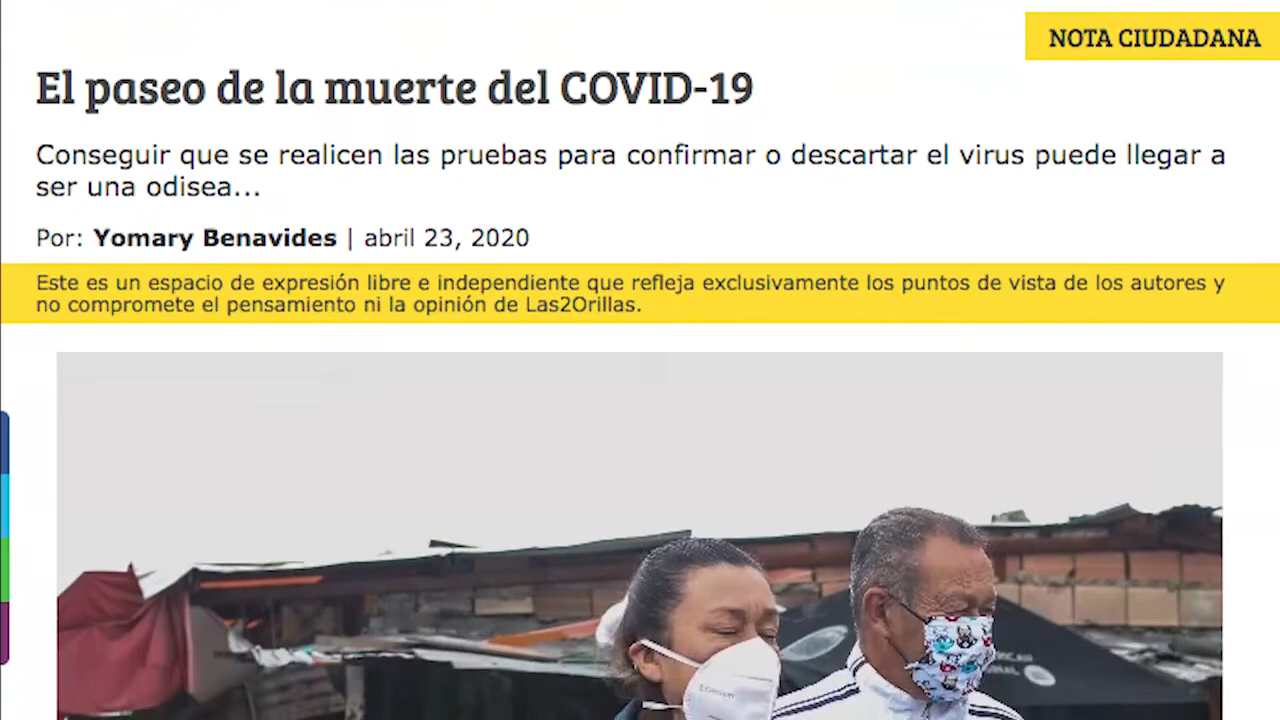 NOTA CIUDADANA
El paseo de la muerte del COVID-19
Conseguir que se realicen las pruebas para confirmar o descartar el virus puede llegar a
ser una odisea...
Por: Yomary Benavides | abril 23, 2020
Este es un espacio de expresión libre e independiente que refleja exclusivamente los puntos de vista de los autores y
no compromete el pensamiento ni la opinión de Las2Orillas.